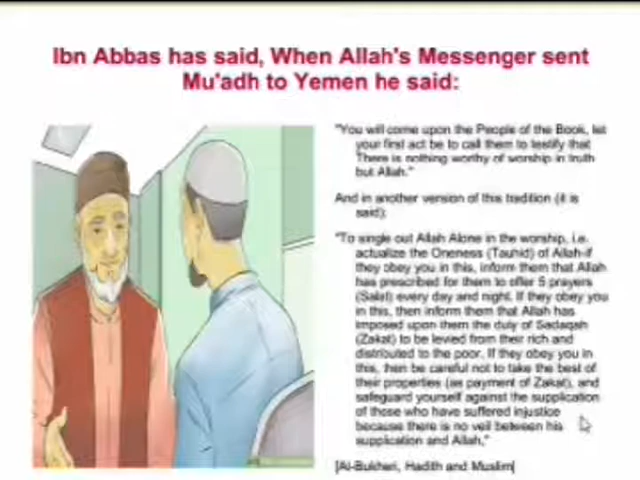 Ibn Abbas has said, When Allah's Messenger sent
Mu'adh to Yemen he said:
"You will come upon the People of the Book, let
your first act be to call them to testify that
There is nothing worthy of worship in truth
but Allah."
And in another version of this tradition (it is
said):
"To single out Allah Alone in the worship, i.e.
actualize the Oneness (Tauhid) of Allah-if
they obey you in this, inform them that Allah
has prescribed for them to offer 5 prayers
(Salat) every day and night. If they obey you
in this, then inform them that Allah has
imposed upon them the duty of Sadaqah
(Zakat) to be levied from their rich and
distributed to the poor. If they obey you in
this, then be careful not to take the best of
their properties (as payment of Zakat), and
safeguard yourself against the supplication
of those who have suffered injustice
because there is no veil between his
supplication and Allah."
[Al-Bukhari, Hadith and Muslim]